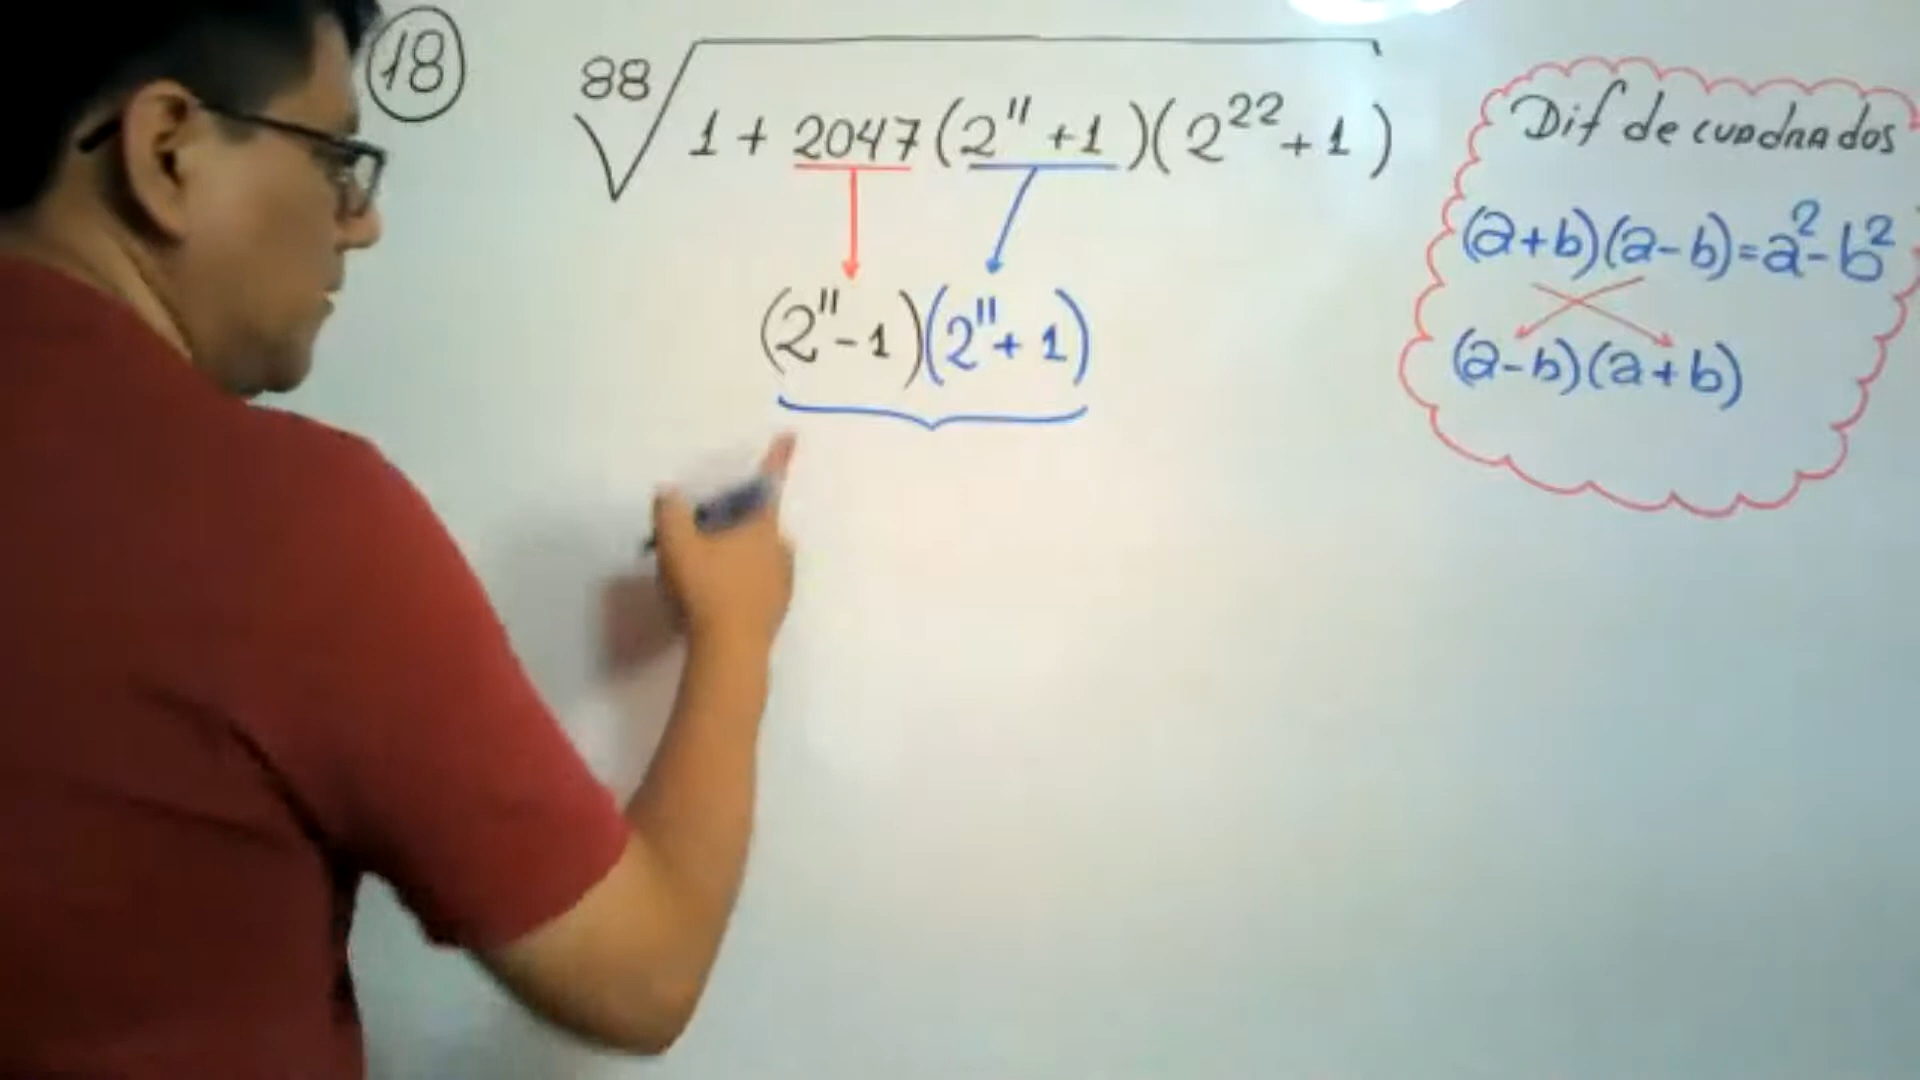 18
88√1 + 2047(2¹¹ + 1)(2²² + 1)
(2¹¹ - 1)(2¹¹ + 1)
Dif de cuadrados
(a+b)(a-b)=a²-b²
(a-b)(a+b)